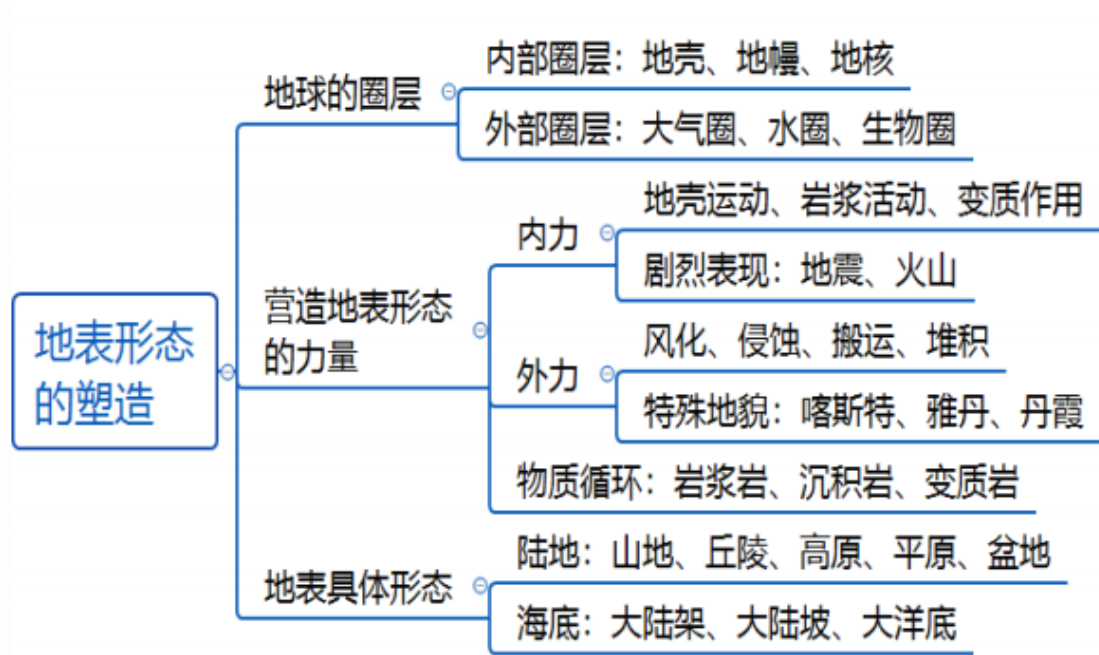 地表形态
的塑造
地球的圈层
内部圈层：地壳、地幔、地核
外部圈层：大气圈、水圈、生物圈
营造地表形态
的力量
内力
地壳运动、岩浆活动、变质作用
剧烈表现：地震、火山
外力
风化、侵蚀、搬运、堆积
特殊地貌：喀斯特、雅丹、丹霞
物质循环：岩浆岩、沉积岩、变质岩
地表具体形态
陆地：山地、丘陵、高原、平原、盆地
海底：大陆架、大陆坡、大洋底